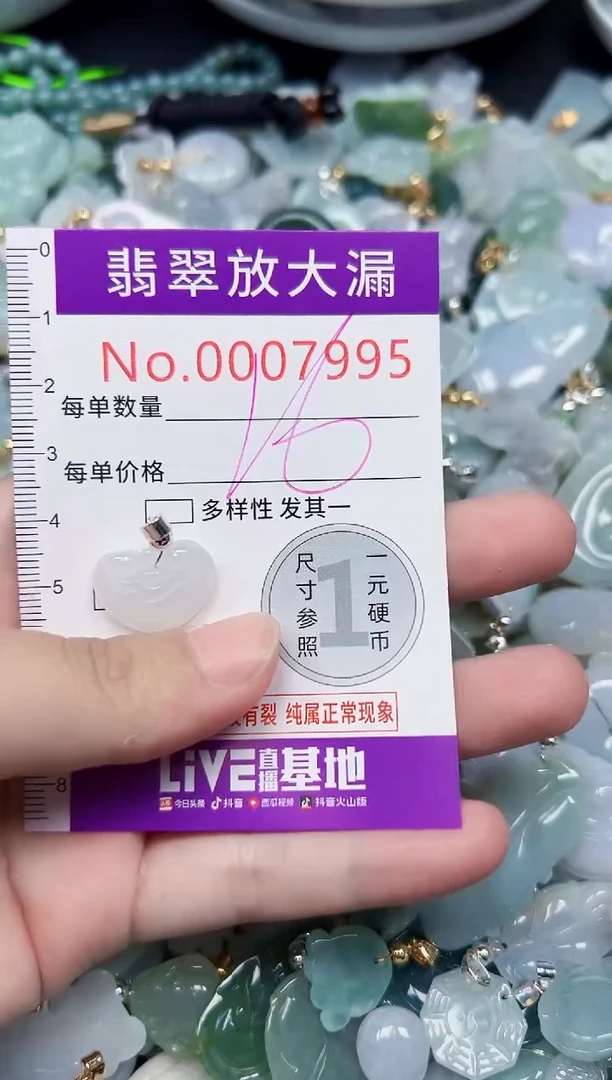 翡翠放大漏
No.0007995
每单数量
每单价格
16
多样性 发其一
尺寸参照
1
一元硬币
有裂 纯属正常现象
LiVE直播基地
今日头条 抖音 西瓜视频 抖音火山版
0
1
2
3
4
5
8